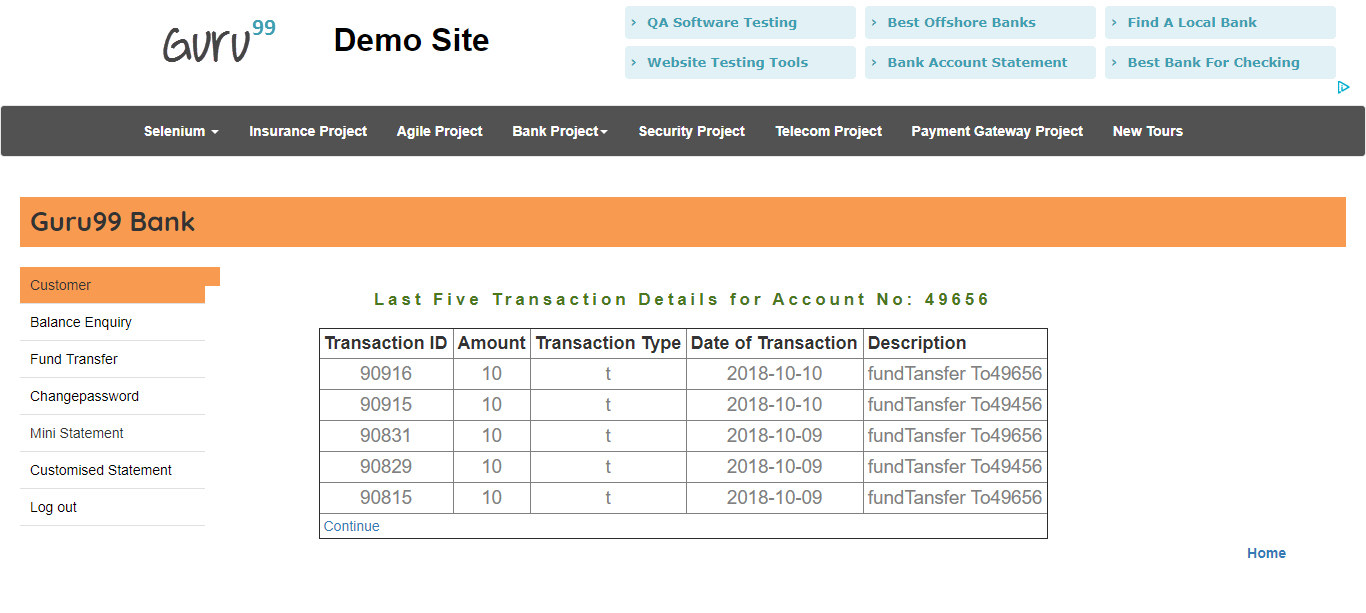 Guru99
Demo Site
QA Software Testing
Best Offshore Banks
Find A Local Bank
Website Testing Tools
Bank Account Statement
Best Bank For Checking
Selenium Insurance Project Agile Project Bank Project Security Project Telecom Project Payment Gateway Project New Tours
Guru99 Bank
Customer
Balance Enquiry
Fund Transfer
Changepassword
Mini Statement
Customised Statement
Log out
Last Five Transaction Details for Account No: 49656
Transaction ID Amount Transaction Type Date of Transaction Description
90916 10 t 2018-10-10 fundTansfer To49656
90915 10 t 2018-10-10 fundTansfer To49456
90831 10 t 2018-10-09 fundTansfer To49656
90829 10 t 2018-10-09 fundTansfer To49456
90815 10 t 2018-10-09 fundTansfer To49656
Continue
Home